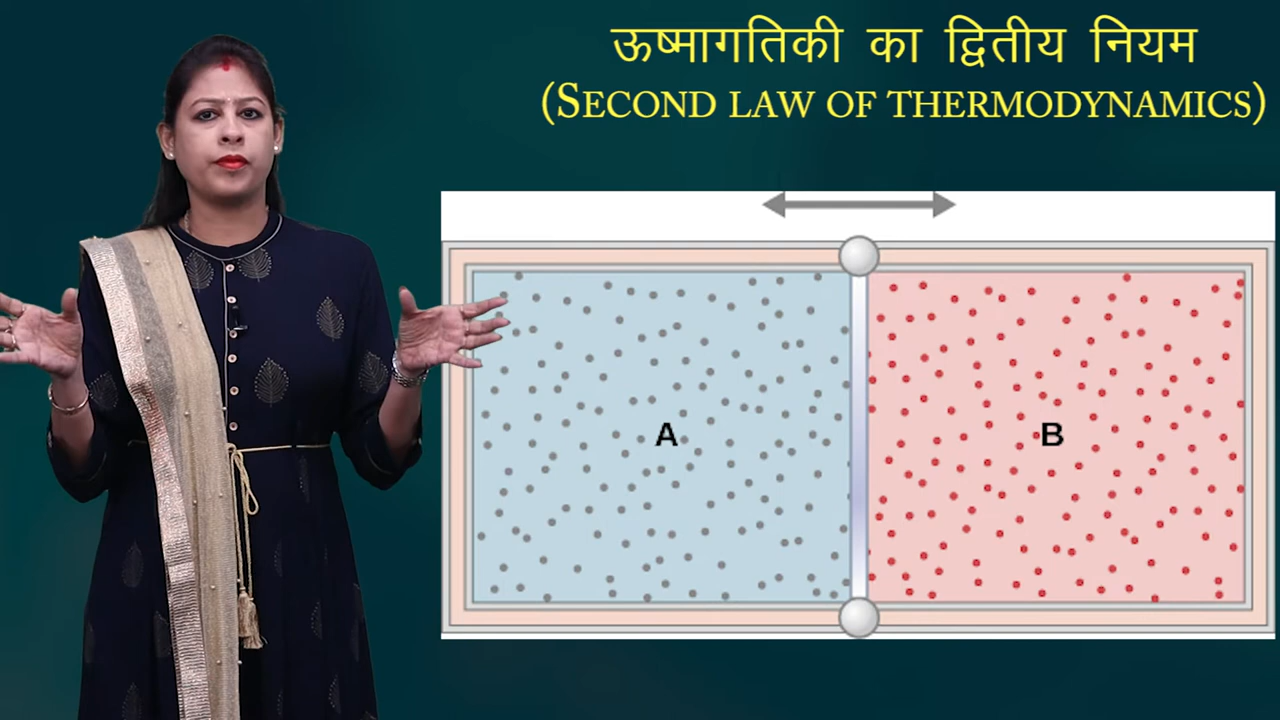 ऊष्मागतिकी का द्वितीय नियम
(SECOND LAW OF THERMODYNAMICS)
A
B